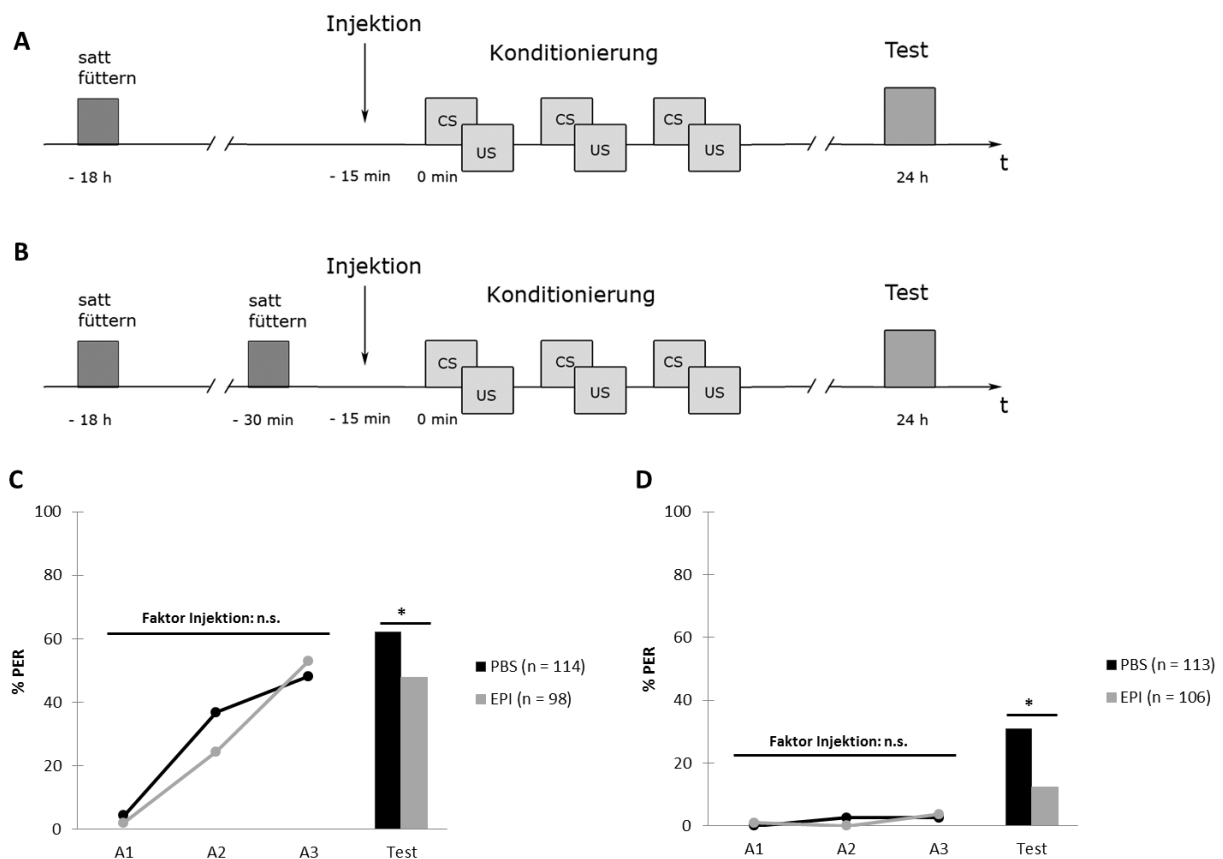 A
Injektion
satt
füttern
Konditionierung
Test
CS
CS
CS
US
US
US
t
- 18 h
- 15 min
0 min
24 h
B
Injektion
satt
füttern
satt
füttern
Konditionierung
Test
CS
CS
CS
US
US
US
t
- 18 h
- 30 min
- 15 min
0 min
24 h
C
100
80
60
40
20
0
% PER
Faktor Injektion: n.s.
*
PBS (n = 114)
EPI (n = 98)
A1
A2
A3
Test
D
100
80
60
40
20
0
% PER
Faktor Injektion: n.s.
*
PBS (n = 113)
EPI (n = 106)
A1
A2
A3
Test